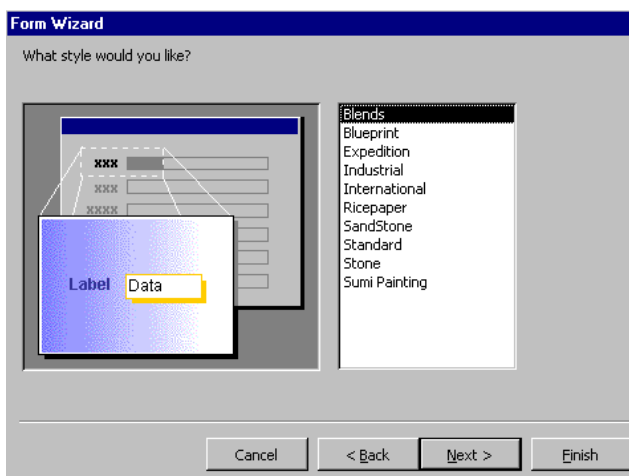 Form Wizard
What style would you like?
xxx
xxx
xxxx
Label Data
Blends
Blueprint
Expedition
Industrial
International
Ricepaper
SandStone
Standard
Stone
Sumi Painting
Cancel < Back Next > Finish